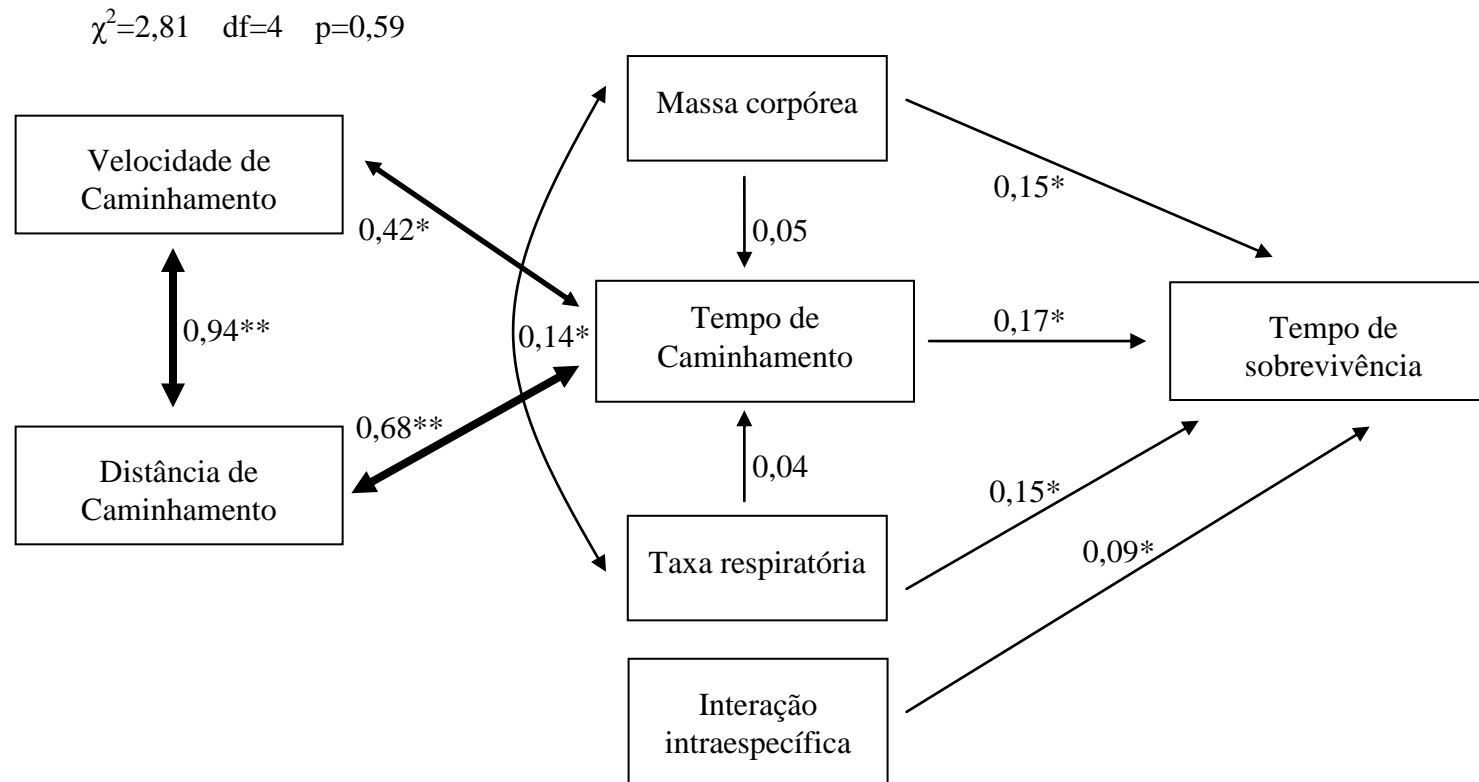 χ²=2,81 df=4 p=0,59
Massa corpórea
Velocidade de
Caminhamento
0,15*
0,42*
0,05
0,94**
0,14*
Tempo de
Caminhamento
0,17*
Tempo de
sobrevivência
0,68**
Distância de
Caminhamento
0,04
0,15*
Taxa respiratória
0,09*
Interação
intraespecífica